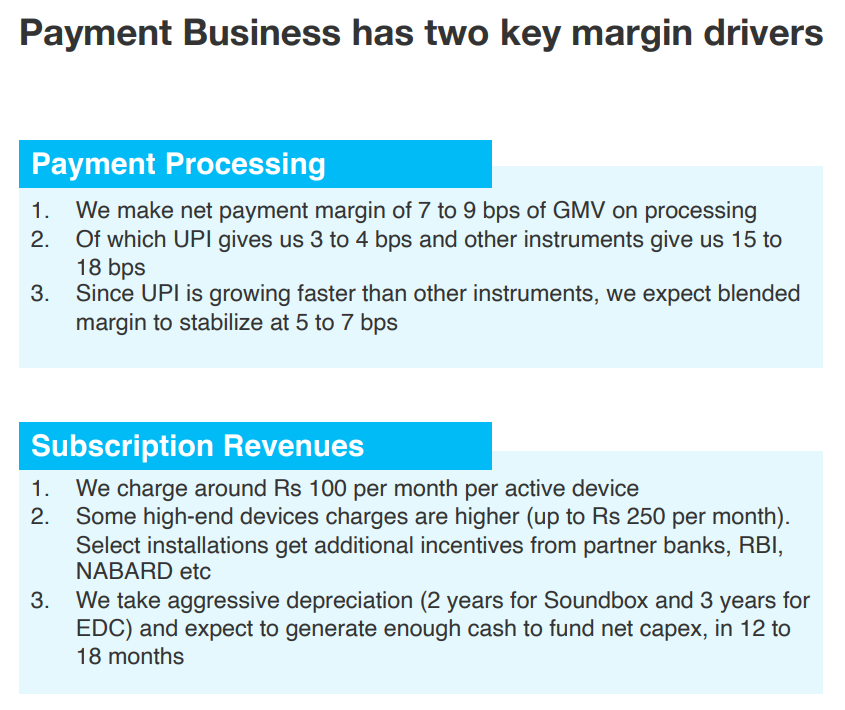 Payment Business has two key margin drivers
Payment Processing
1. We make net payment margin of 7 to 9 bps of GMV on processing
2. Of which UPI gives us 3 to 4 bps and other instruments give us 15 to
18 bps
3. Since UPI is growing faster than other instruments, we expect blended
margin to stabilize at 5 to 7 bps
Subscription Revenues
1. We charge around Rs 100 per month per active device
2. Some high-end devices charges are higher (up to Rs 250 per month).
Select installations get additional incentives from partner banks, RBI,
NABARD etc
3. We take aggressive depreciation (2 years for Soundbox and 3 years for
EDC) and expect to generate enough cash to fund net capex, in 12 to
18 months